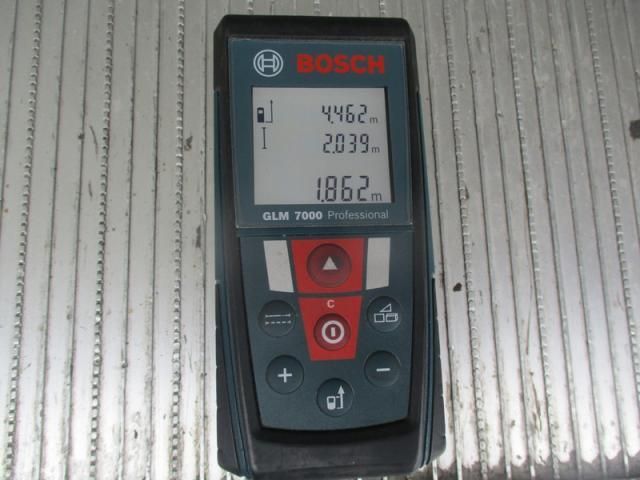 BOSCH
4.462 m
2.039 m
1.862 m
GLM 7000 Professional
C
+
−